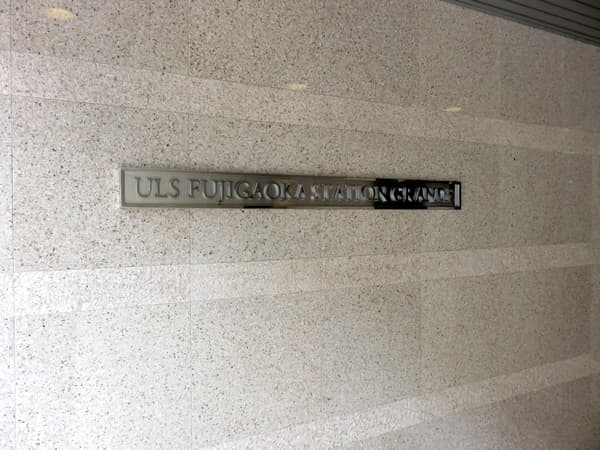 ULS FUJIGAOKA STATION GRANDE